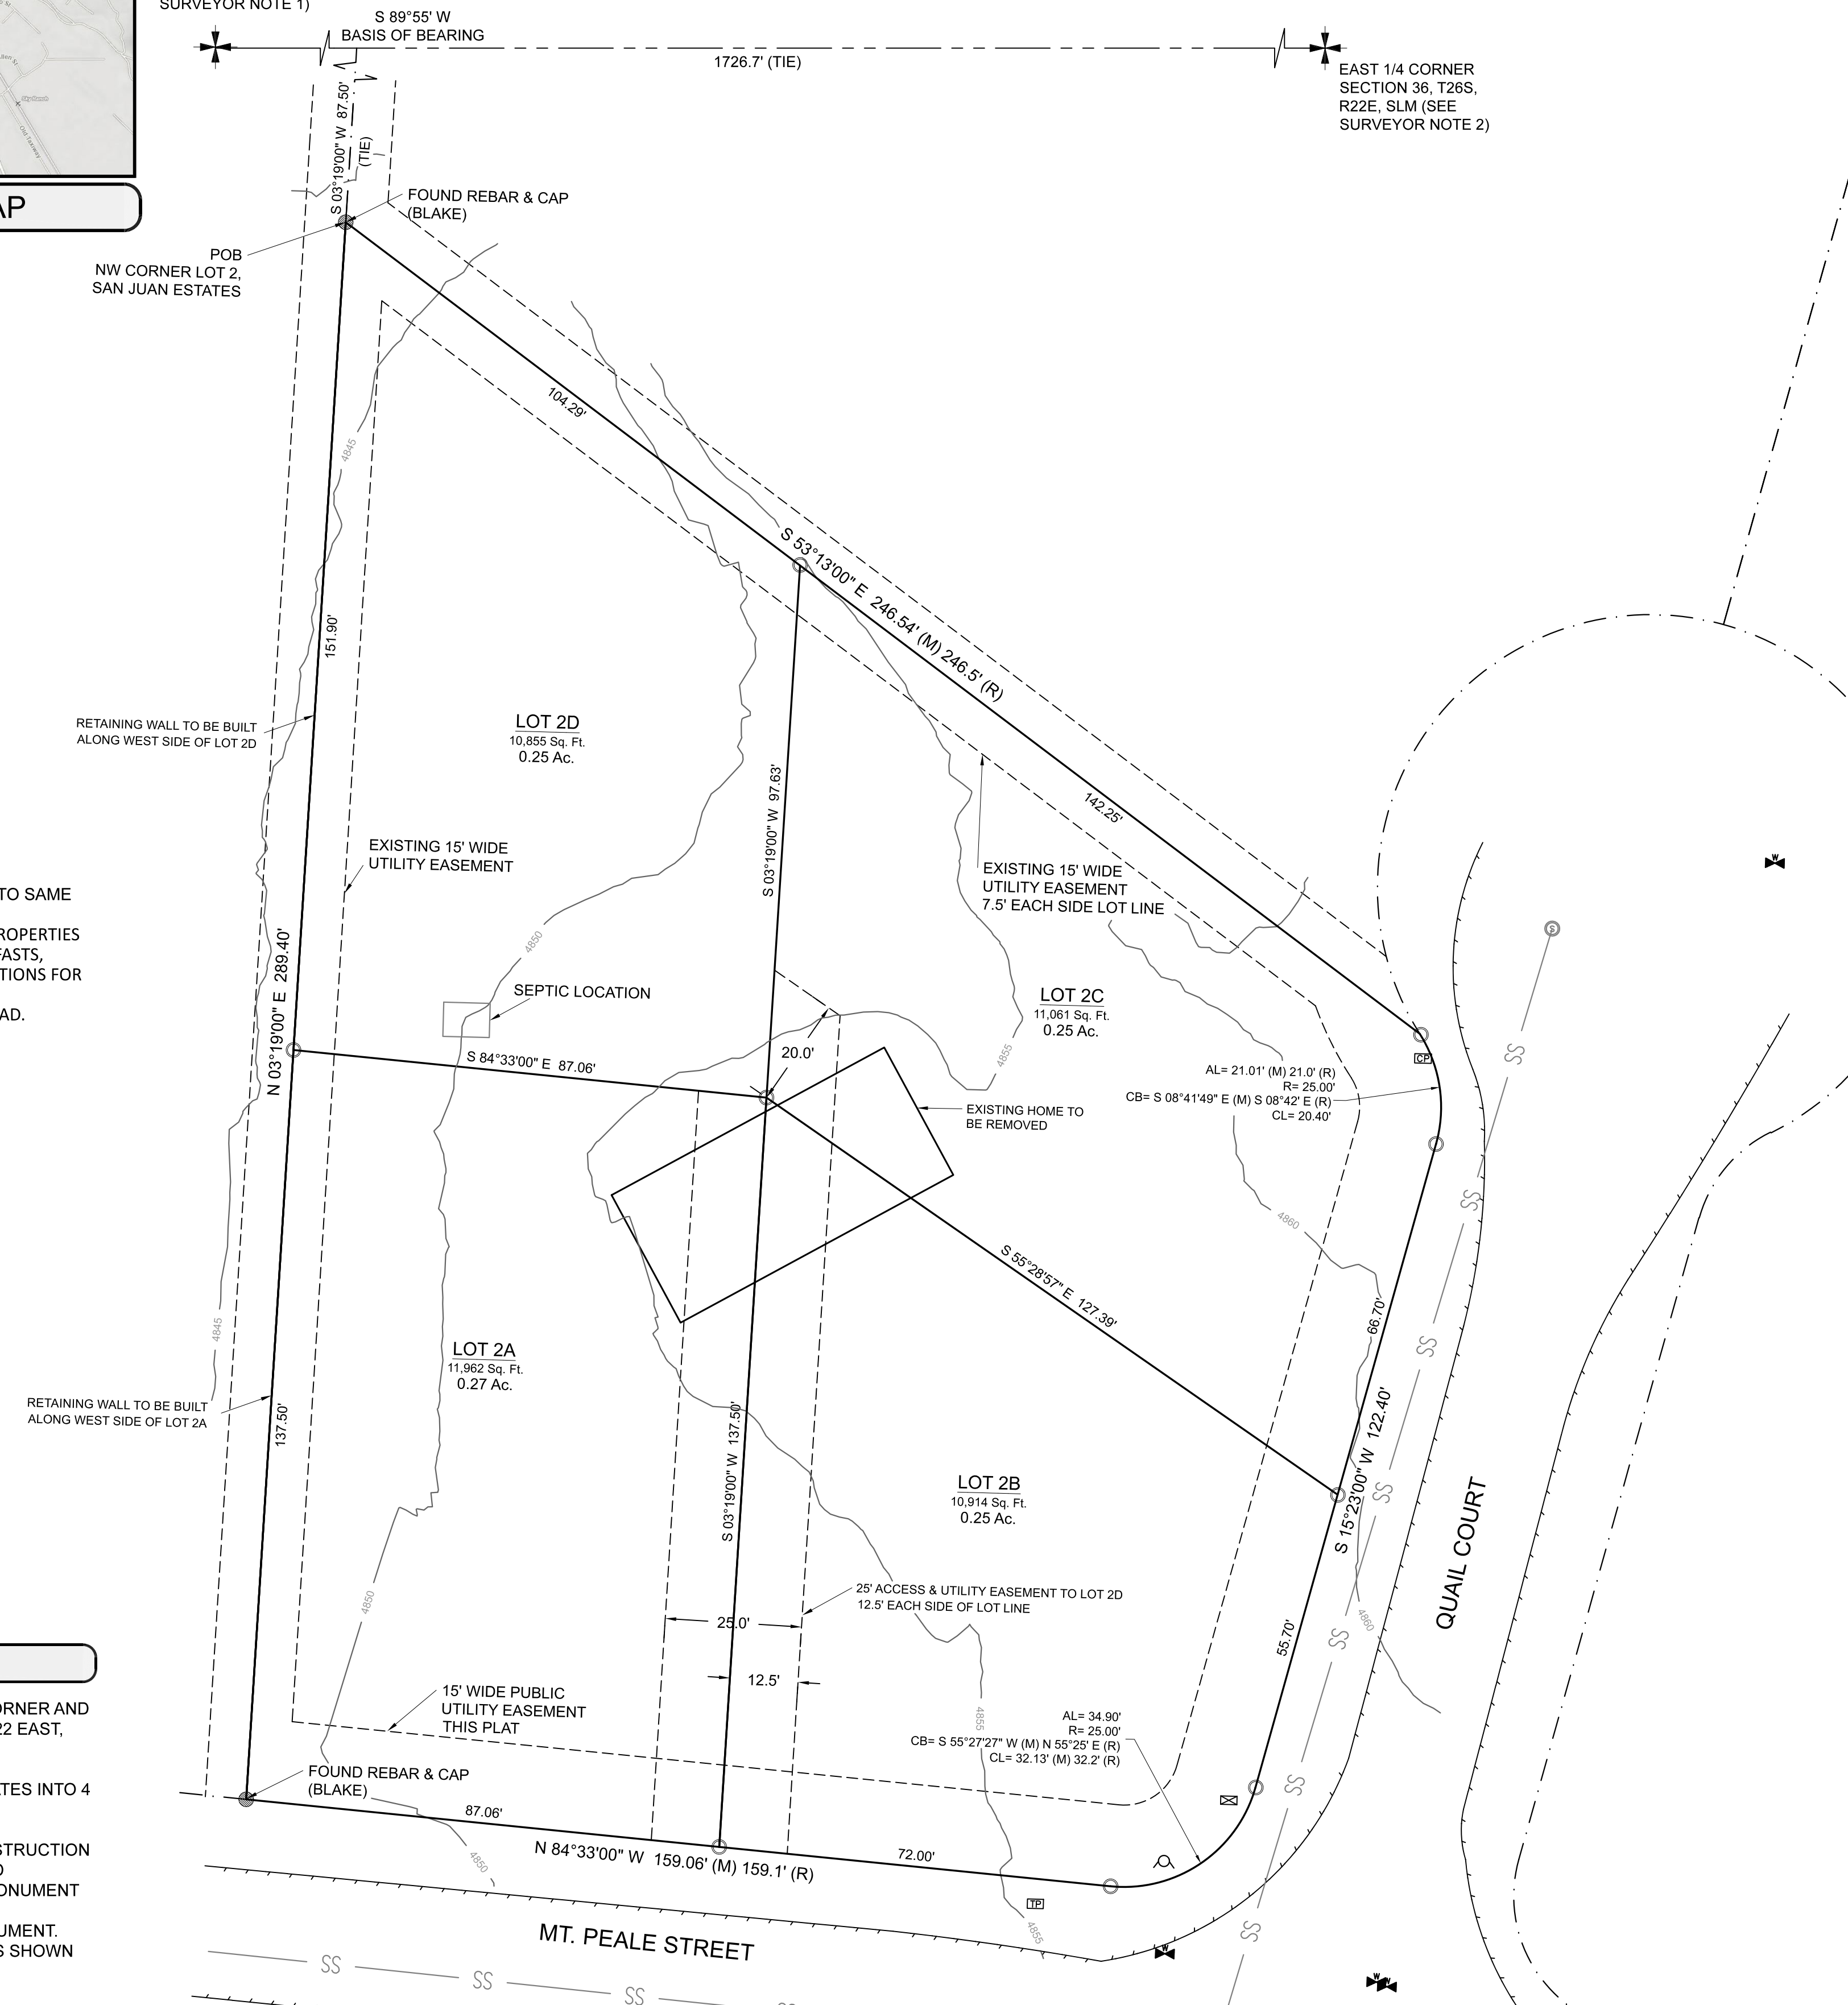 SURVEYOR NOTE 1)
S 89°55' W
BASIS OF BEARING
1726.7' (TIE)
EAST 1/4 CORNER
SECTION 36, T26S,
R22E, SLM (SEE
SURVEYOR NOTE 2)
Sky Ranch
Old Taxiway
AP
S 03°19'00" W 87.50'
(TIE)
FOUND REBAR & CAP
(BLAKE)
POB
NW CORNER LOT 2,
SAN JUAN ESTATES
104.29'
4845
S 53°13'00" E 246.54' (M) 246.5' (R)
151.90'
RETAINING WALL TO BE BUILT
ALONG WEST SIDE OF LOT 2D
LOT 2D
10,855 Sq. Ft.
0.25 Ac.
S 03°19'00" W 97.63'
142.25'
EXISTING 15' WIDE
UTILITY EASEMENT
EXISTING 15' WIDE
UTILITY EASEMENT
7.5' EACH SIDE LOT LINE
W
S
TO SAME
ROPERTIES
FASTS,
TIONS FOR
AD.
N 03°19'00" E 289.40'
4850
SEPTIC LOCATION
LOT 2C
11,061 Sq. Ft.
0.25 Ac.
S 84°33'00" E 87.06'
20.0'
4855
CP
SS
AL= 21.01' (M) 21.0' (R)
R= 25.00'
CB= S 08°41'49" E (M) S 08°42' E (R)
CL= 20.40'
EXISTING HOME TO
BE REMOVED
SS
4860
S 55°28'57" E 127.39'
66.70'
4845
LOT 2A
11,962 Sq. Ft.
0.27 Ac.
SS
RETAINING WALL TO BE BUILT
ALONG WEST SIDE OF LOT 2A
137.50'
S 03°19'00" W 137.50'
S 15°23'00" W 122.40'
SS
LOT 2B
10,914 Sq. Ft.
0.25 Ac.
QUAIL COURT
4850
25' ACCESS & UTILITY EASEMENT TO LOT 2D
12.5' EACH SIDE OF LOT LINE
25.0'
55.70'
SS
4860
12.5'
15' WIDE PUBLIC
UTILITY EASEMENT
THIS PLAT
4855
AL= 34.90'
R= 25.00'
CB= S 55°27'27" W (M) N 55°25' E (R)
CL= 32.13' (M) 32.2' (R)
ORNER AND
22 EAST,
FOUND REBAR & CAP
(BLAKE)
SS
ATES INTO 4
87.06'
N 84°33'00" W 159.06' (M) 159.1' (R)
72.00'
4850
STRUCTION
ONUMENT
UMENT.
S SHOWN
TP
4855
MT. PEALE STREET
SS
W
SS
SS
SS
W
W